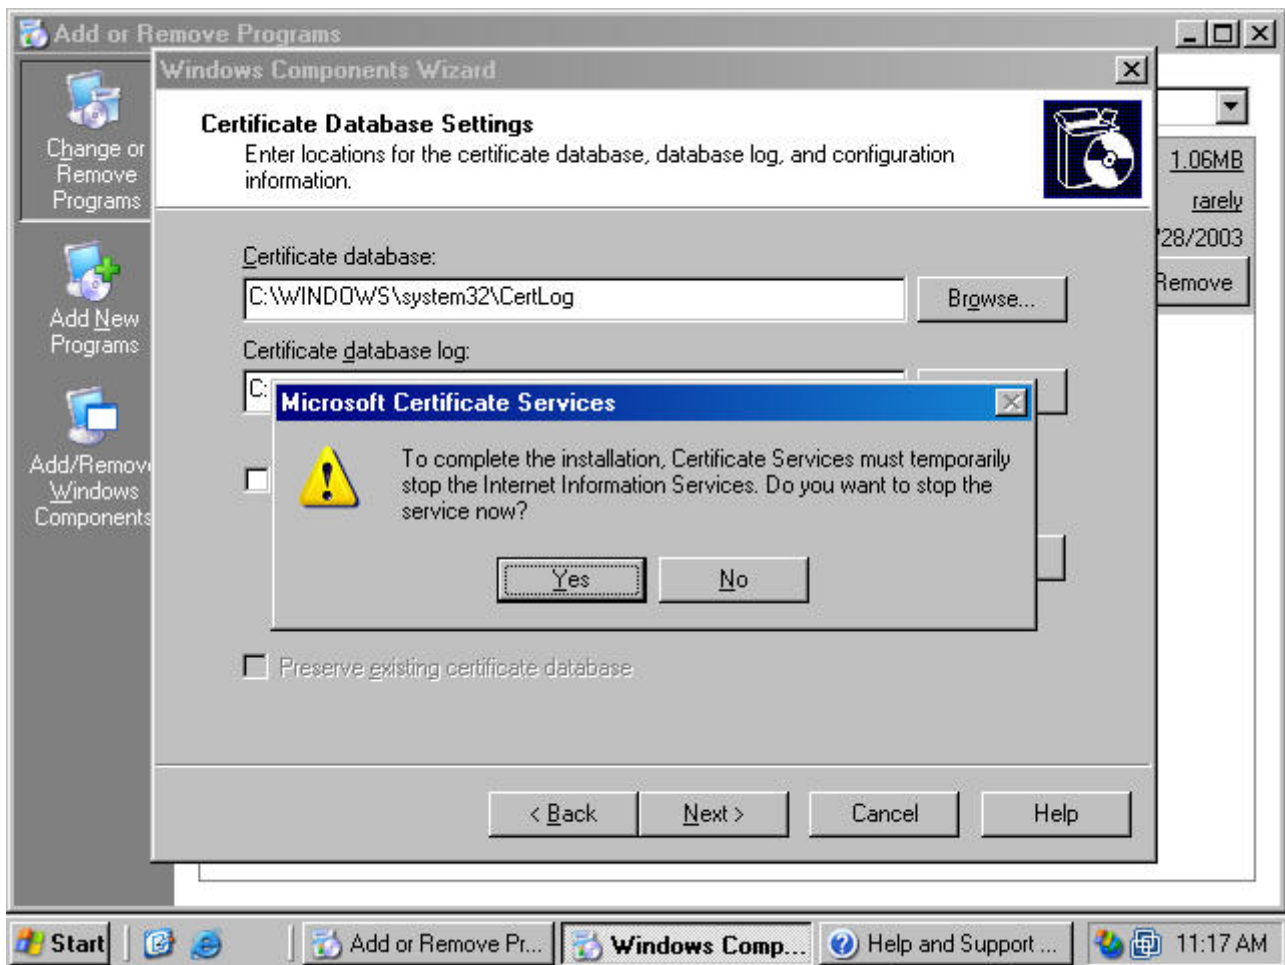 Add or Remove Programs
Windows Components Wizard
Certificate Database Settings
Enter locations for the certificate database, database log, and configuration
information.
Change or
Remove
Programs
1.06MB
rarely
/28/2003
Remove
Add New
Programs
Certificate database:
C:\WINDOWS\system32\CertLog
Browse...
Certificate database log:
C:
Microsoft Certificate Services
To complete the installation, Certificate Services must temporarily
stop the Internet Information Services. Do you want to stop the
service now?
Yes
No
Add/Remove
Windows
Components
Preserve existing certificate database
< Back
Next >
Cancel
Help
Start
Add or Remove Pr...
Windows Comp...
Help and Support ...
11:17 AM